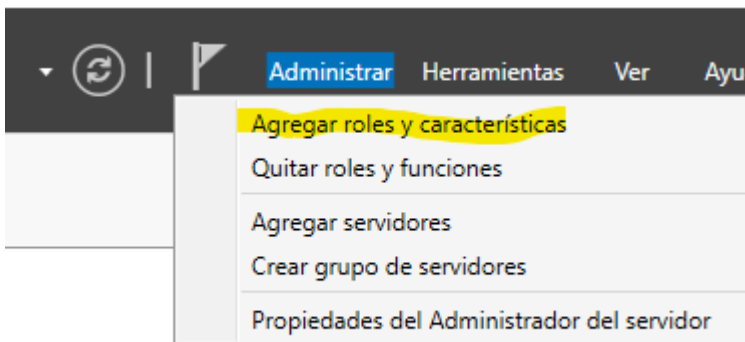 Administrar Herramientas Ver Ayu
Agregar roles y características
Quitar roles y funciones
Agregar servidores
Crear grupo de servidores
Propiedades del Administrador del servidor